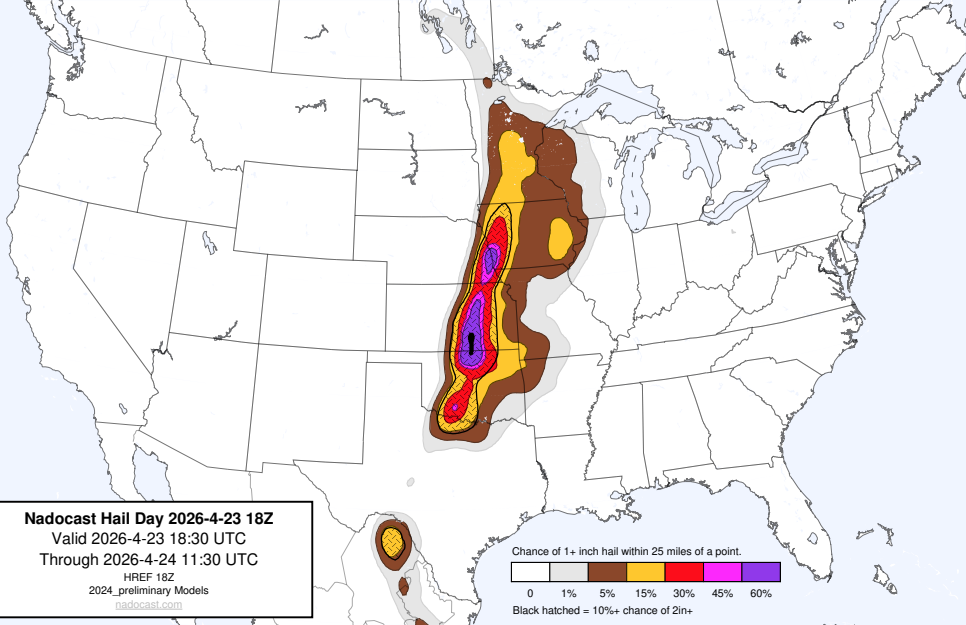 Nadocast Hail Day 2026-4-23 18Z
Valid 2026-4-23 18:30 UTC
Through 2026-4-24 11:30 UTC
HREF 18Z
2024_preliminary Models
nadocast.com
Chance of 1+ inch hail within 25 miles of a point.
0 1% 5% 15% 30% 45% 60%
Black hatched = 10%+ chance of 2in+